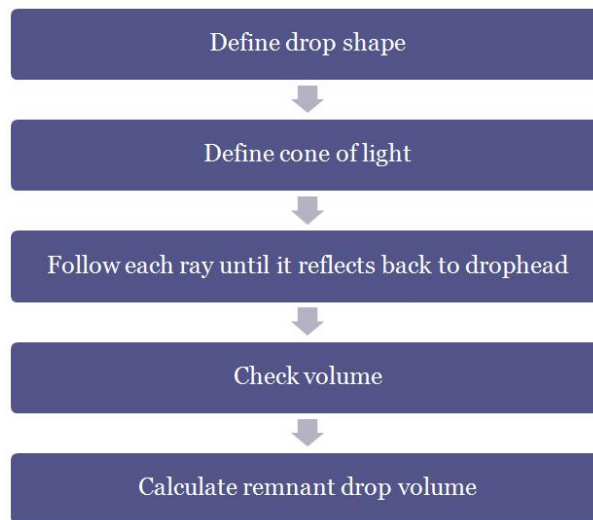 Define drop shape
Define cone of light
Follow each ray until it reflects back to drophead
Check volume
Calculate remnant drop volume